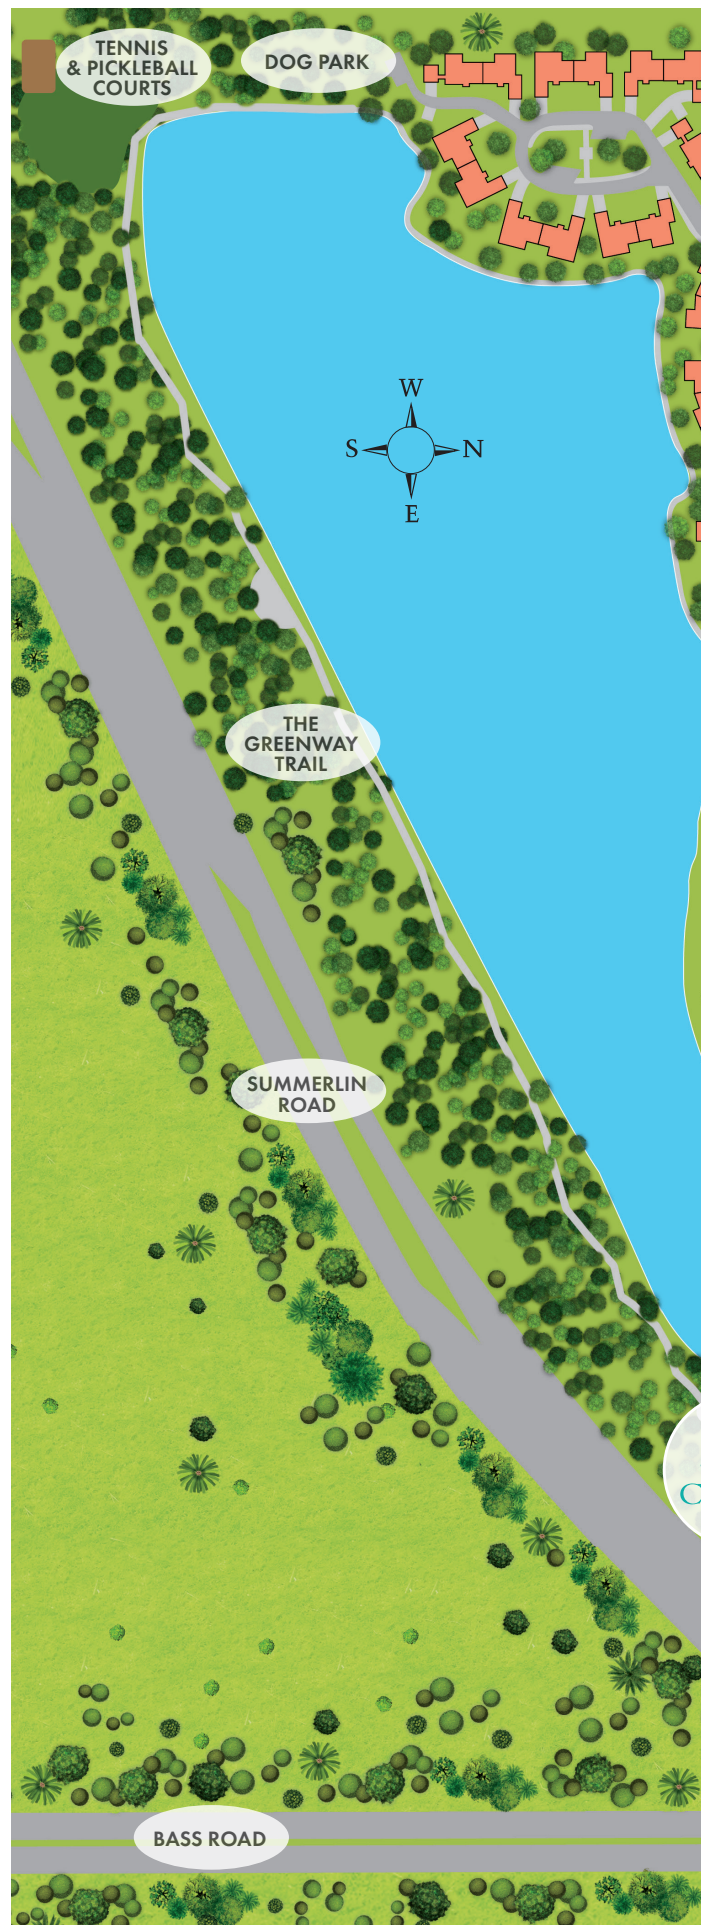 TENNIS
& PICKLEBALL
COURTS
DOG PARK
W
S
N
E
THE
GREENWAY
TRAIL
SUMMERLIN
ROAD
C
BASS ROAD